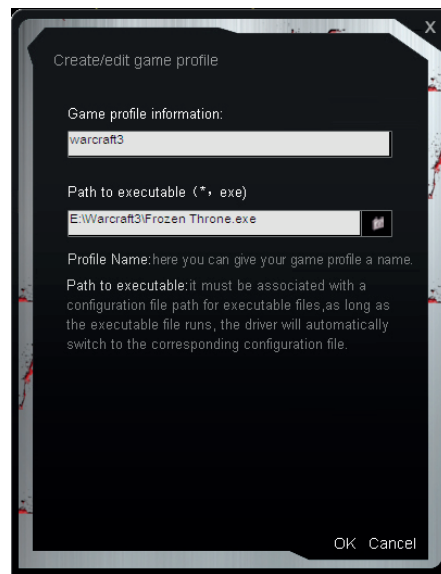 X
Create/edit game profile
Game profile information:
warcraft3
Path to executable (*，exe)
E:\Warcraft3\Frozen Throne.exe
Profile Name:here you can give your game profile a name.
Path to executable:it must be associated with a
configuration file path for executable files,as long as
the executable file runs, the driver will automatically
switch to the corresponding configuration file.
OK Cancel